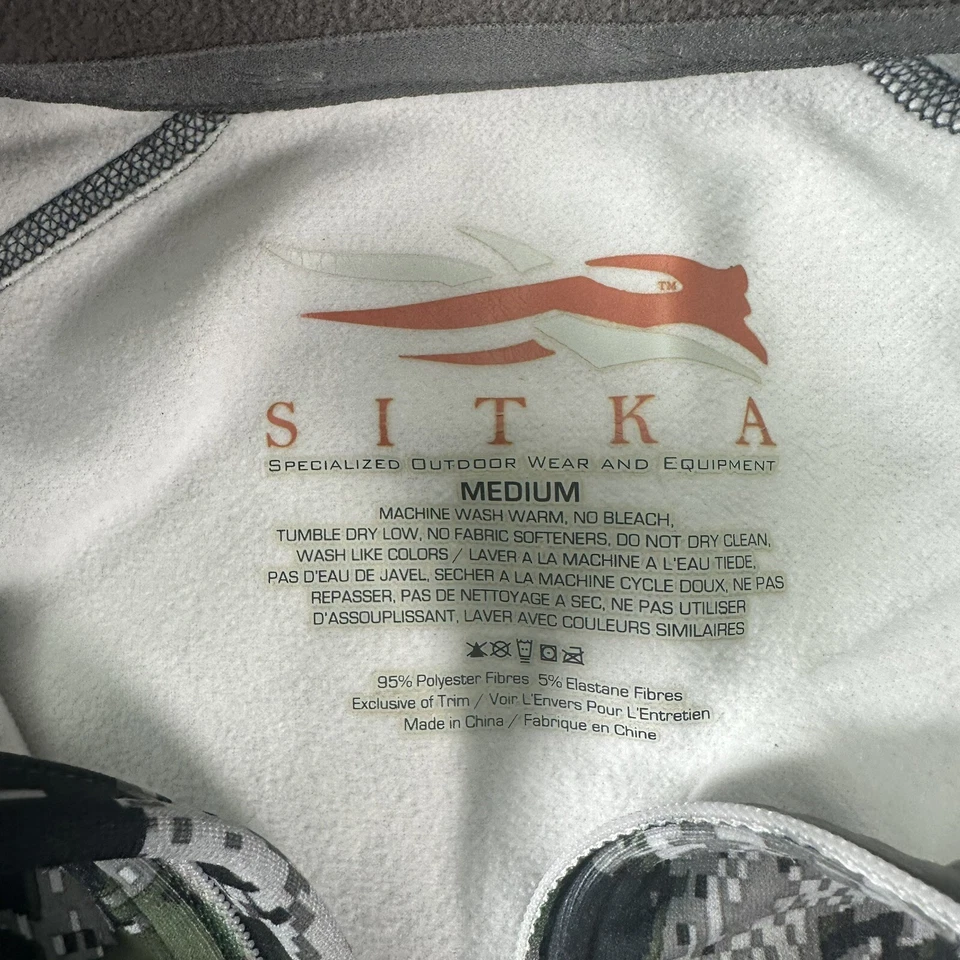 TM
SITKA
SPECIALIZED OUTDOOR WEAR AND EQUIPMENT
MEDIUM
MACHINE WASH WARM, NO BLEACH,
TUMBLE DRY LOW, NO FABRIC SOFTENERS, DO NOT DRY CLEAN,
WASH LIKE COLORS / LAVER A LA MACHINE A L'EAU TIEDE,
PAS D'EAU DE JAVEL, SECHER A LA MACHINE CYCLE DOUX, NE PAS
REPASSER, PAS DE NETTOYAGE A SEC, NE PAS UTILISER
D'ASSOUPLISSANT, LAVER AVEC COULEURS SIMILAIRES
95% Polyester Fibres 5% Elastane Fibres
Exclusive of Trim / Voir L'Envers Pour L'Entretien
Made in China / Fabrique en Chine